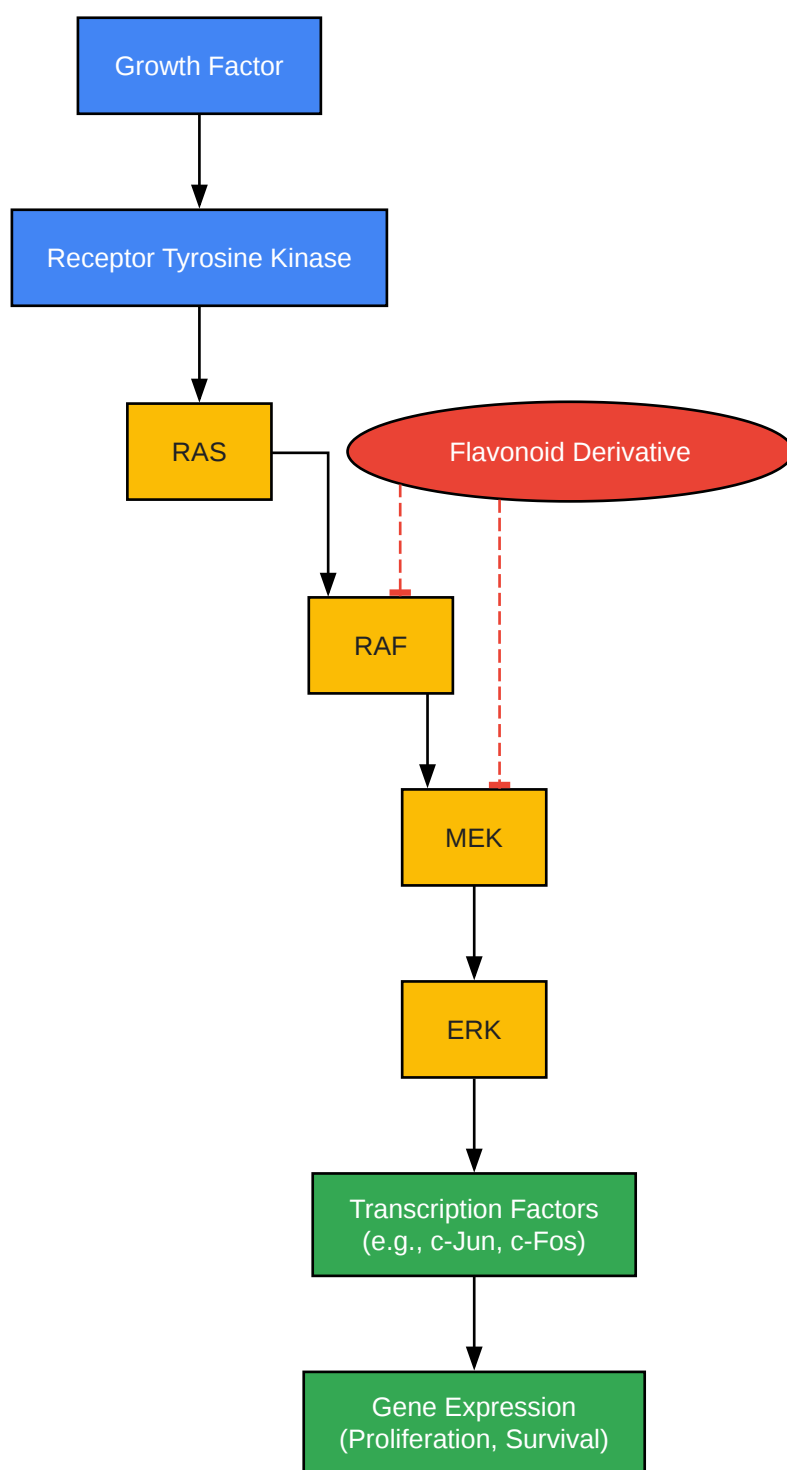 Growth Factor
Receptor Tyrosine Kinase
RAS
Flavonoid Derivative
RAF
MEK
ERK
Transcription Factors
(e.g., c-Jun, c-Fos)
Gene Expression
(Proliferation, Survival)